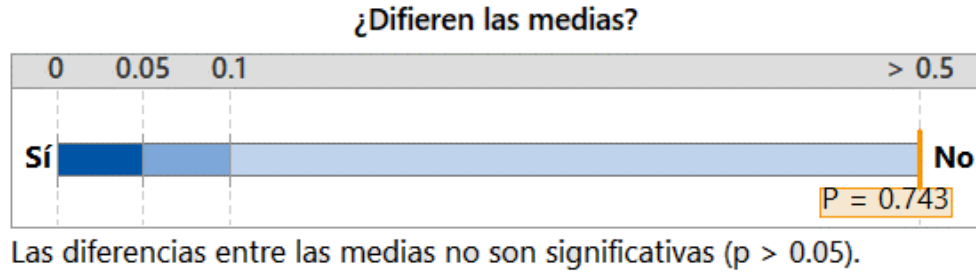 ¿Difieren las medias?
0 0.05 0.1 > 0.5
Sí No
P = 0.743
Las diferencias entre las medias no son significativas (p > 0.05).